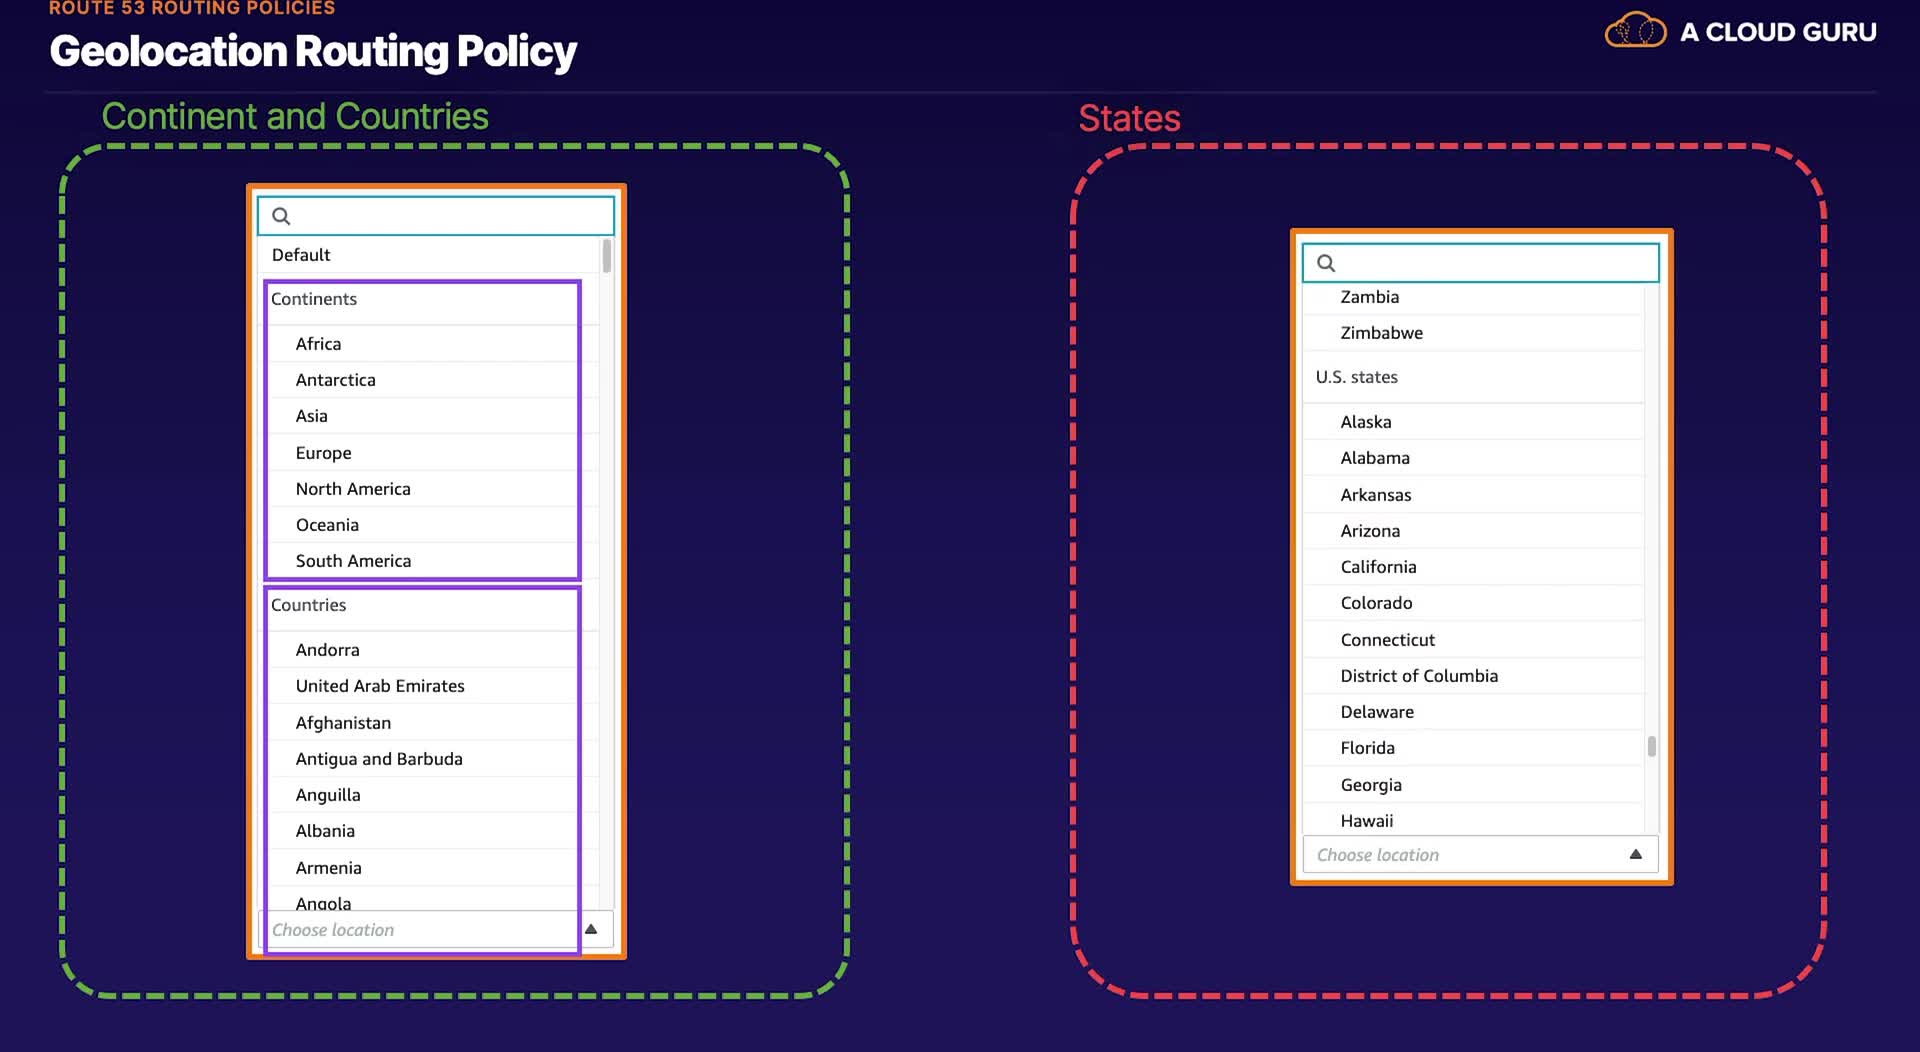 ROUTE 53 ROUTING POLICIES
Geolocation Routing Policy
A CLOUD GURU
Continent and Countries
Default
Continents
Africa
Antarctica
Asia
Europe
North America
Oceania
South America
Countries
Andorra
United Arab Emirates
Afghanistan
Antigua and Barbuda
Anguilla
Albania
Armenia
Angola
Choose location
States
Zambia
Zimbabwe
U.S. states
Alaska
Alabama
Arkansas
Arizona
California
Colorado
Connecticut
District of Columbia
Delaware
Florida
Georgia
Hawaii
Choose location